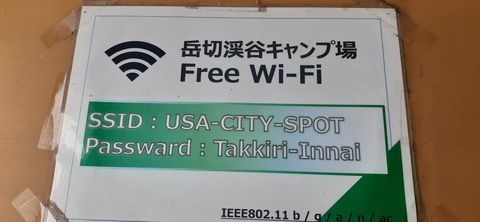 岳切渓谷キャンプ場
Free Wi-Fi
SSID : USA-CITY-SPOT
Passward : Takkiri-Innai
IEEE802.11 b / g / a / n / ac